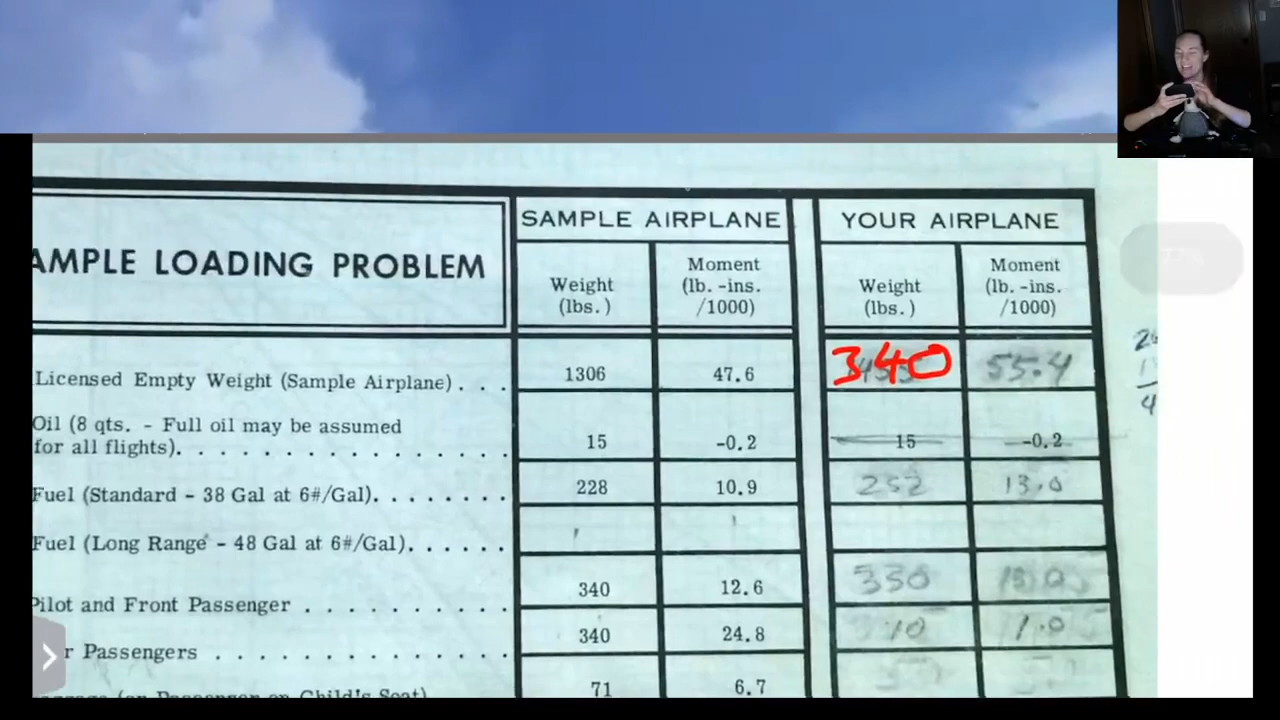 SAMPLE AIRPLANE YOUR AIRPLANE
AMPLE LOADING PROBLEM
Weight (lbs.) Moment (lb. -ins. /1000) Weight (lbs.) Moment (lb. -ins. /1000)
Licensed Empty Weight (Sample Airplane) . . . 1306 47.6 340 55.4
Oil (8 qts. - Full oil may be assumed
for all flights). . . . . . . . . . . . . . . . 15 -0.2 15 -0.2
Fuel (Standard - 38 Gal at 6#/Gal). . . . . . . . 228 10.9 252 13.0
Fuel (Long Range - 48 Gal at 6#/Gal). . . . . .
Pilot and Front Passenger . . . . . . . . . . . 340 12.6 330
r Passengers . . . . . . . . . . . . . . . 340 24.8 10 1.0
71 6.7